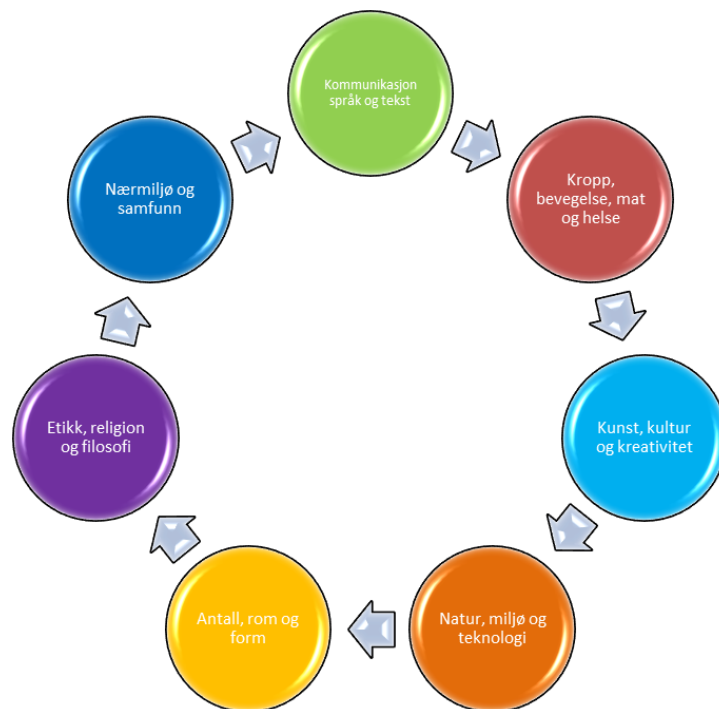 Kommunikasjon
språk og tekst
Kropp,
bevegelse, mat
og helse
Kunst, kultur
og kreativitet
Natur, miljø og
teknologi
Antall, rom og
form
Etikk, religion
og filosofi
Nærmiljø og
samfunn